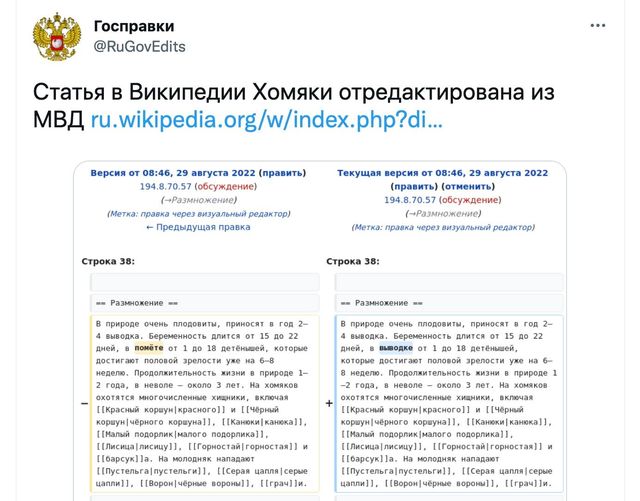 Госправки
@RuGovEdits
Статья в Википедии Хомяки отредактирована из
МВД ru.wikipedia.org/w/index.php?di...
Версия от 08:46, 29 августа 2022 (править)
194.8.70.57 (обсуждение)
(→Размножение)
(Метка: правка через визуальный редактор)
← Предыдущая правка
Текущая версия от 08:46, 29 августа 2022
(править) (отменить)
194.8.70.57 (обсуждение)
(→Размножение)
(Метка: правка через визуальный редактор)
Строка 38:
Строка 38:
== Размножение ==
== Размножение ==
−
В природе очень плодовиты, приносят в год 2—
4 выводка. Беременность длится от 15 до 22
дней, в помёте от 1 до 18 детёнышей, которые
достигают половой зрелости уже на 6—8
неделю. Продолжительность жизни в природе 1—
2 года, в неволе — около 3 лет. На хомяков
охотятся многочисленные хищники, включая
[[Красный коршун|красного]] и [[Чёрный
коршун|чёрного коршуна]], [[Канюки|канюка]],
[[Малый подорлик|малого подорлика]],
[[Лисица|лисицу]], [[Горностай|горностая]] и
[[барсук]]а. На молодняк нападают
[[Пустельга|пустельги]], [[Серая цапля|серые
цапли]], [[Ворон|чёрные вороны]], [[грач]]и.
+
В природе очень плодовиты, приносят в год 2—
4 выводка. Беременность длится от 15 до 22
дней, в выводке от 1 до 18 детёнышей,
которые достигают половой зрелости уже на 6—
8 неделю. Продолжительность жизни в природе 1
—2 года, в неволе — около 3 лет. На хомяков
охотятся многочисленные хищники, включая
[[Красный коршун|красного]] и [[Чёрный
коршун|чёрного коршуна]], [[Канюки|канюка]],
[[Малый подорлик|малого подорлика]],
[[Лисица|лисицу]], [[Горностай|горностая]] и
[[барсук]]а. На молодняк нападают
[[Пустельга|пустельги]], [[Серая цапля|серые
цапли]], [[Ворон|чёрные вороны]], [[грач]]и.